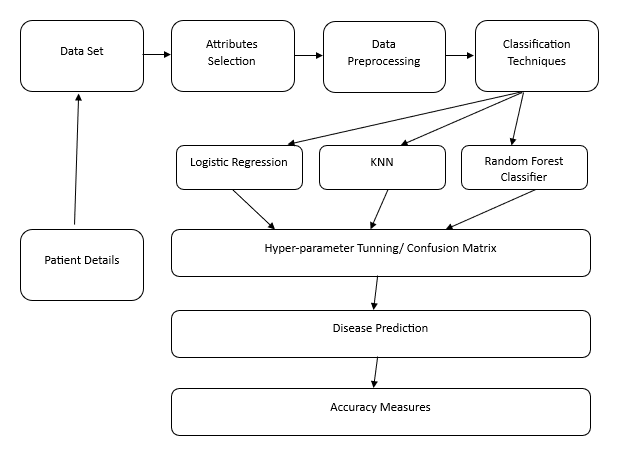 Data Set
Attributes
Selection
Data
Preprocessing
Classification
Techniques
Logistic Regression
KNN
Random Forest
Classifier
Patient Details
Hyper-parameter Tunning/ Confusion Matrix
Disease Prediction
Accuracy Measures